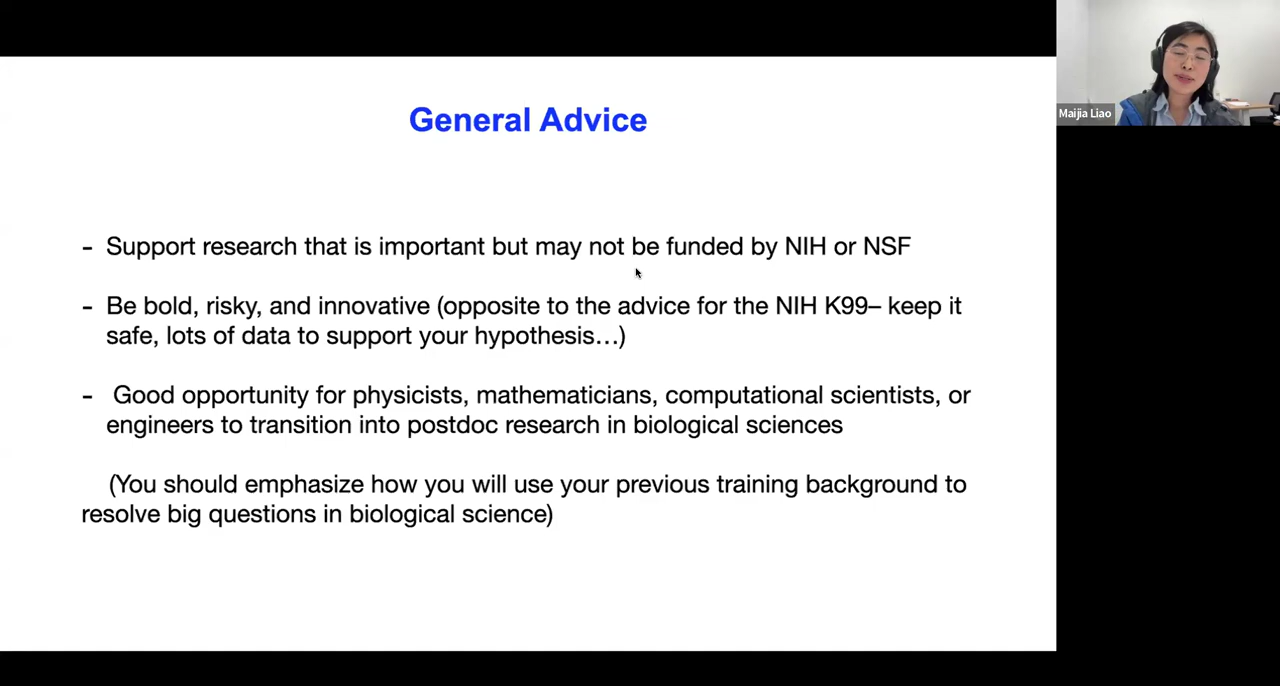 General Advice
- Support research that is important but may not be funded by NIH or NSF
- Be bold, risky, and innovative (opposite to the advice for the NIH K99– keep it
safe, lots of data to support your hypothesis…)
- Good opportunity for physicists, mathematicians, computational scientists, or
engineers to transition into postdoc research in biological sciences
(You should emphasize how you will use your previous training background to
resolve big questions in biological science)
Maijia Liao